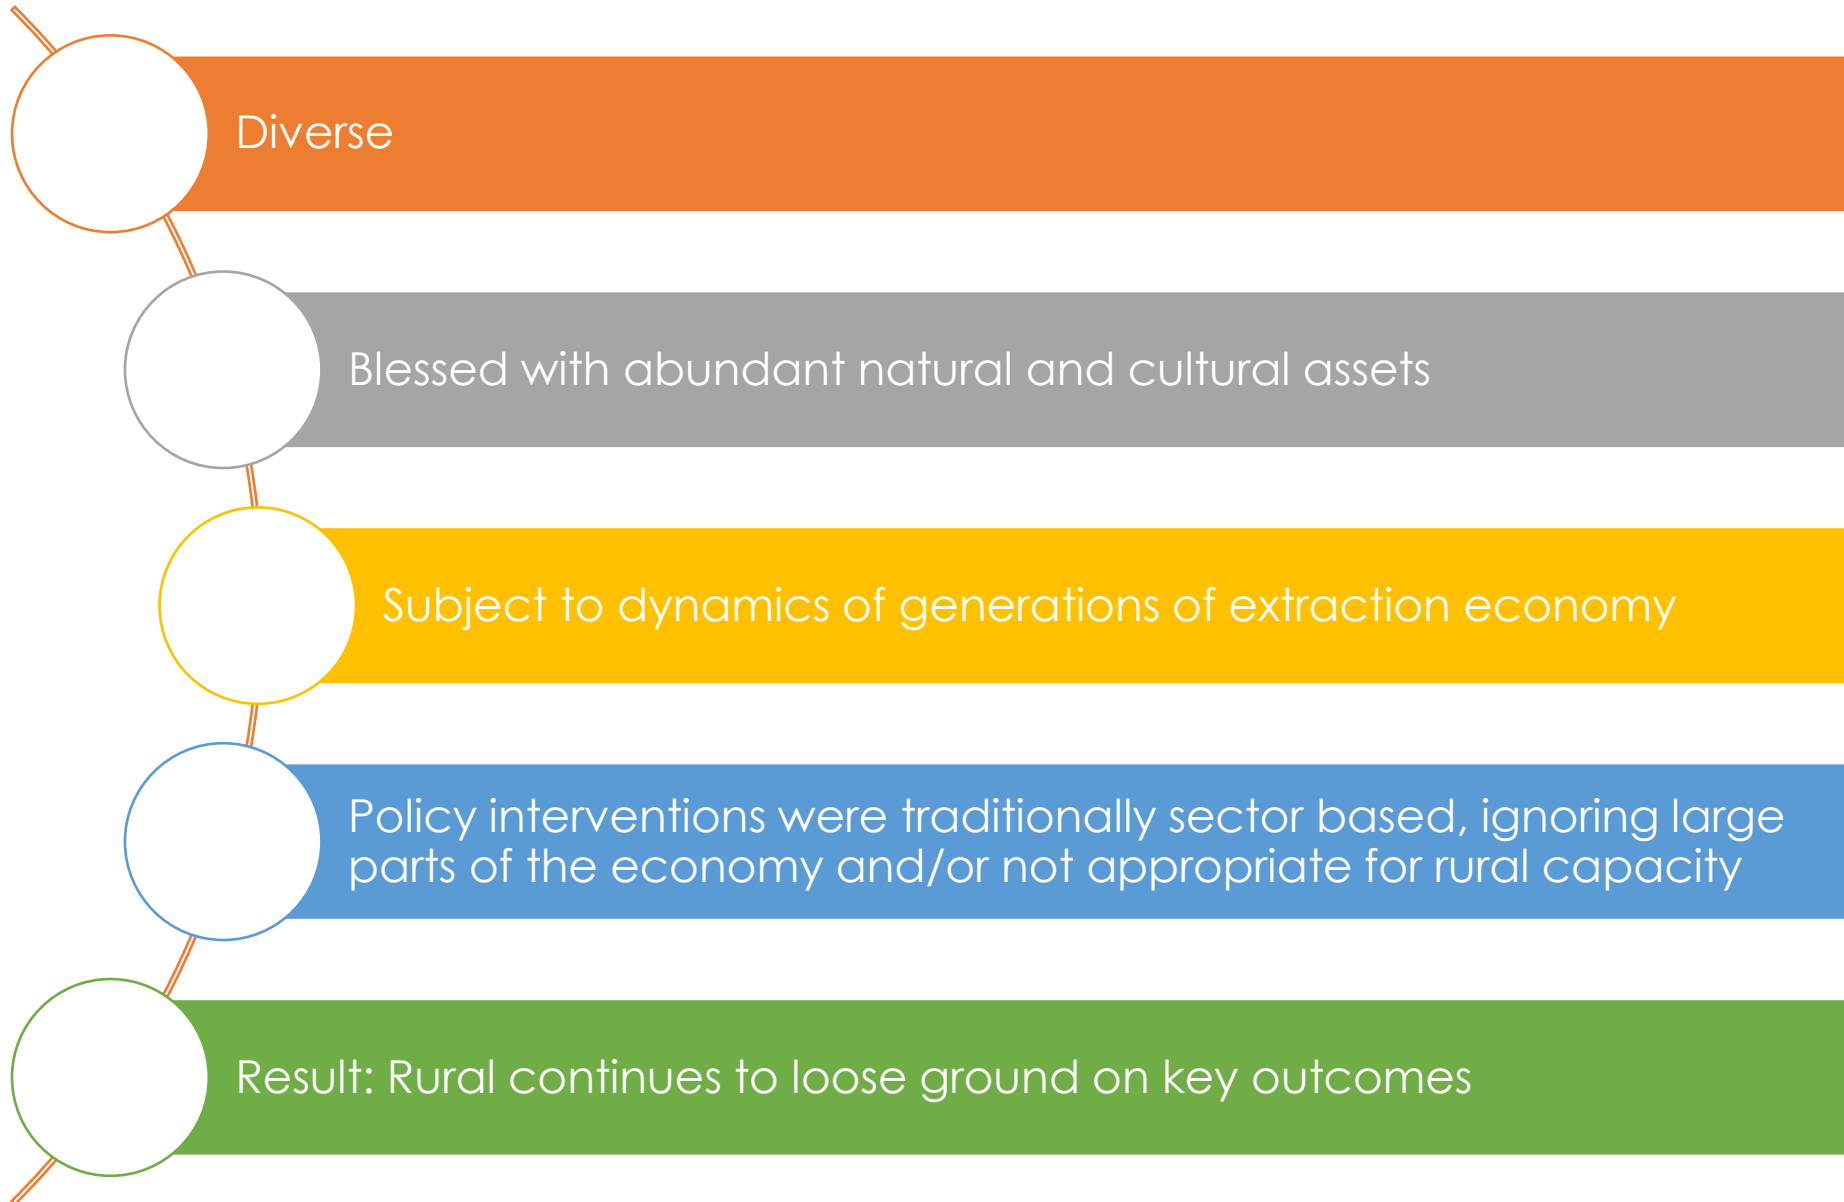 Diverse
Blessed with abundant natural and cultural assets
Subject to dynamics of generations of extraction economy
Policy interventions were traditionally sector based, ignoring large
parts of the economy and/or not appropriate for rural capacity
Result: Rural continues to loose ground on key outcomes